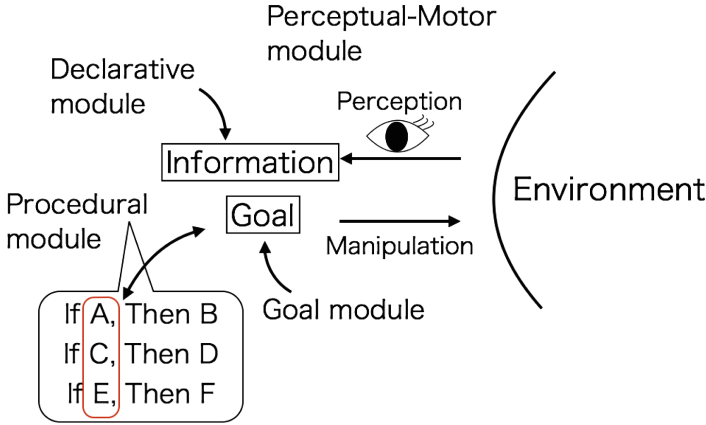 Perceptual-Motor
module
Declarative
module
Perception
Information
Environment
Procedural
module
Goal
Manipulation
Goal module
If A, Then B
If C, Then D
If E, Then F